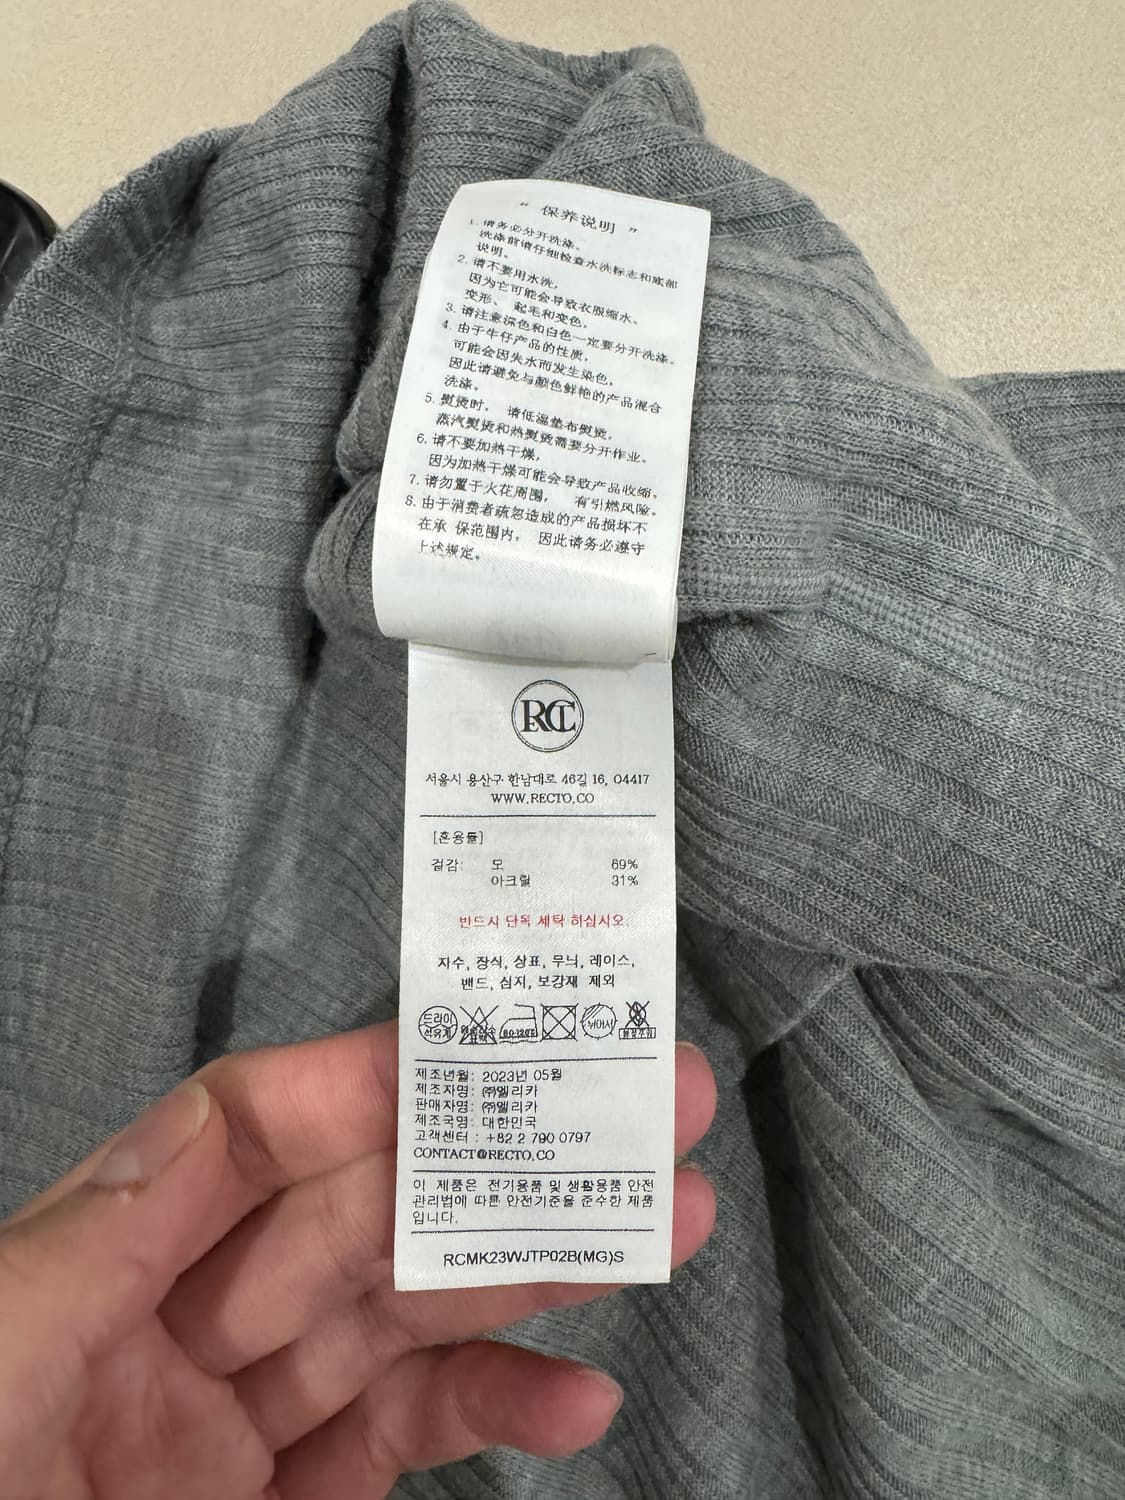 “ 保养说明 ”
1. 请务必分开洗涤。
洗涤前请仔细检查水洗标志和底部
说明。
2. 请不要用水洗，
因为它可能会导致衣服缩水、
变形、 起毛和变色。
3. 请注意深色和白色一定要分开洗涤。
4. 由于牛仔产品的性质，
可能会因失水而发生染色，
因此请避免与颜色鲜艳的产品混合
洗涤。
5. 熨烫时， 请低温垫布熨烫，
蒸汽熨烫和热熨烫需要分开作业。
6. 请不要加热干燥，
因为加热干燥可能会导致产品收缩。
7. 请勿置于火花周围， 有引燃风险。
8. 由于消费者疏忽造成的产品损坏不
在承 保范围内， 因此请务必遵守
上述规定。
RCT
서울시 용산구 한남대로 46길 16, 04417
WWW.RECTO.CO
[혼용률]
겉감: 모 69%
아크릴 31%
반드시 단독 세탁 하십시오.
자수, 장식, 상표, 무늬, 레이스,
밴드, 심지, 보강재 제외
드라이
석유계
80-120℃
뉘어서
제조년월: 2023년 05월
제조자명: ㈜엘리카
판매자명: ㈜엘리카
제조국명: 대한민국
고객센터 : +82 2 790 0797
CONTACT@RECTO.CO
이 제품은 전기용품 및 생활용품 안전
관리법에 따른 안전기준을 준수한 제품
입니다.
RCMK23WJTP02B(MG)S